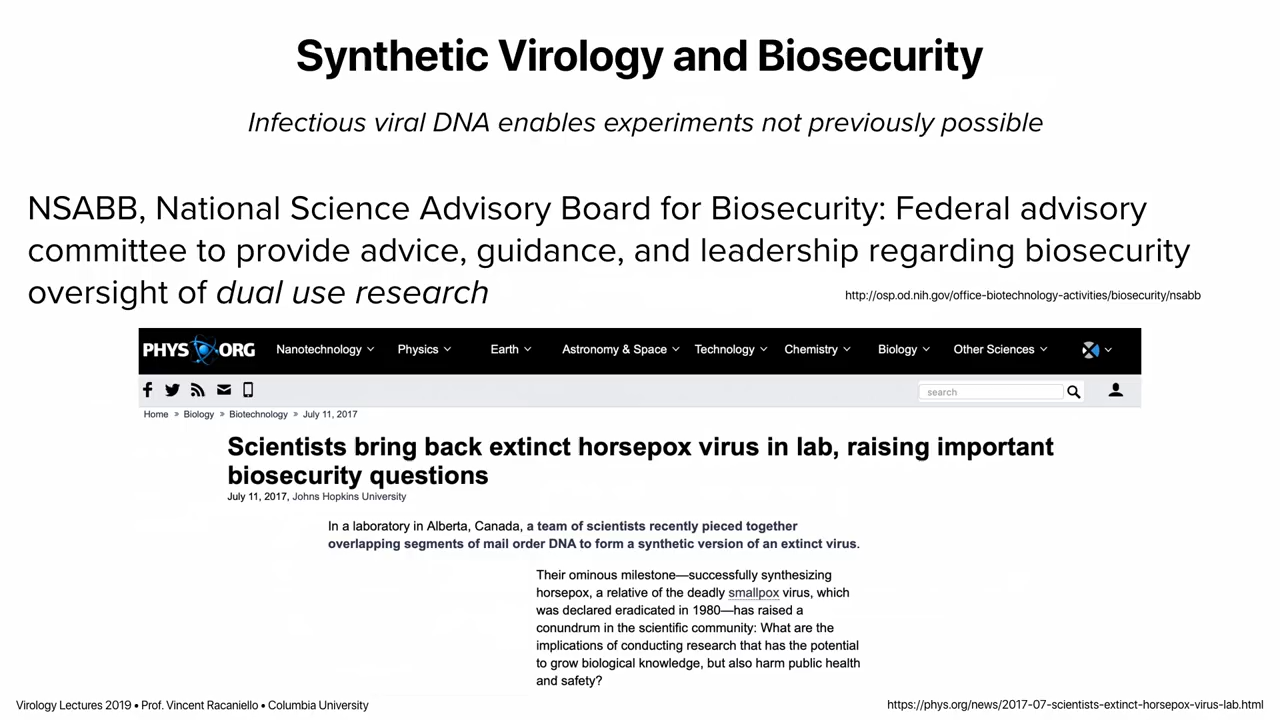 Synthetic Virology and Biosecurity
Infectious viral DNA enables experiments not previously possible
NSABB, National Science Advisory Board for Biosecurity: Federal advisory
committee to provide advice, guidance, and leadership regarding biosecurity
oversight of dual use research
http://osp.od.nih.gov/office-biotechnology-activities/biosecurity/nsabb
PHYS ORG Nanotechnology Physics Earth Astronomy & Space Technology Chemistry Biology Other Sciences
search
Home » Biology » Biotechnology » July 11, 2017
Scientists bring back extinct horsepox virus in lab, raising important
biosecurity questions
July 11, 2017, Johns Hopkins University
In a laboratory in Alberta, Canada, a team of scientists recently pieced together
overlapping segments of mail order DNA to form a synthetic version of an extinct virus.
Their ominous milestone—successfully synthesizing
horsepox, a relative of the deadly smallpox virus, which
was declared eradicated in 1980—has raised a
conundrum in the scientific community: What are the
implications of conducting research that has the potential
to grow biological knowledge, but also harm public health
and safety?
Virology Lectures 2019 • Prof. Vincent Racaniello • Columbia University
https://phys.org/news/2017-07-scientists-extinct-horsepox-virus-lab.html